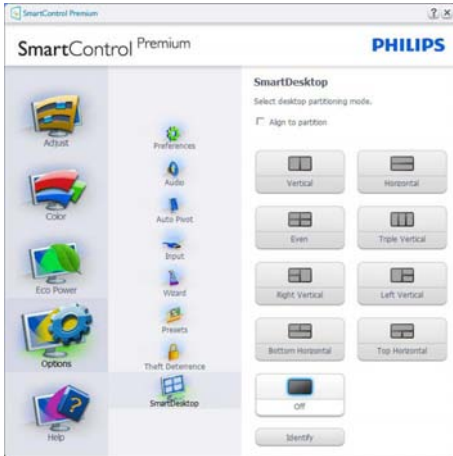 SmartControl Premium
SmartControl Premium
PHILIPS
Adjust
Color
Eco Power
Options
Help
Preferences
Audio
Auto Pivot
Input
Wizard
Presets
Theft Deterrence
SmartDesktop
SmartDesktop
Select desktop partitioning mode.
Align to partition
Vertical
Horizontal
Even
Triple Vertical
Right Vertical
Left Vertical
Bottom Horizontal
Top Horizontal
Off
Identify